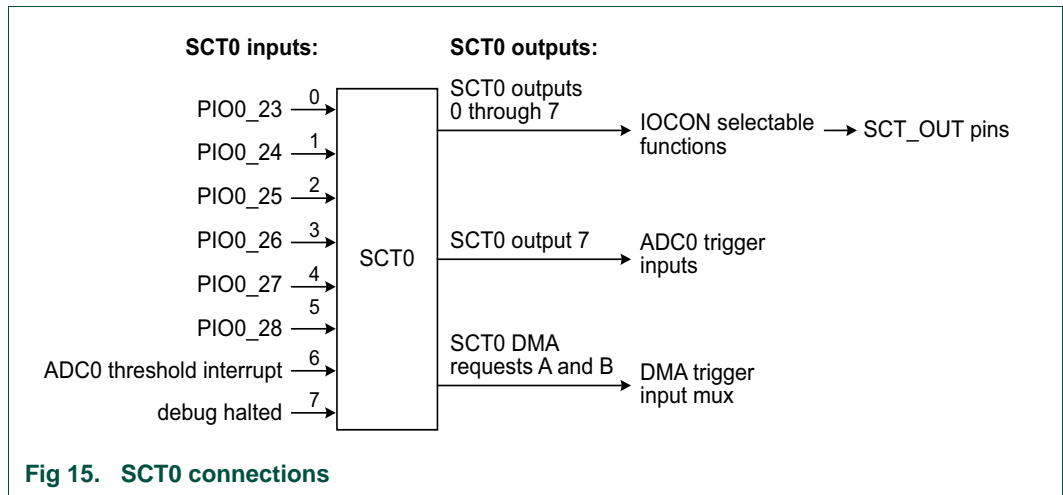 SCT0 inputs:
SCT0 outputs:
0
PIO0_23
1
PIO0_24
2
PIO0_25
3
PIO0_26
4
PIO0_27
5
PIO0_28
6
ADC0 threshold interrupt
7
debug halted
SCT0
SCT0 outputs
0 through 7
IOCON selectable
functions
SCT_OUT pins
SCT0 output 7
ADC0 trigger
inputs
SCT0 DMA
requests A and B
DMA trigger
input mux
Fig 15. SCT0 connections